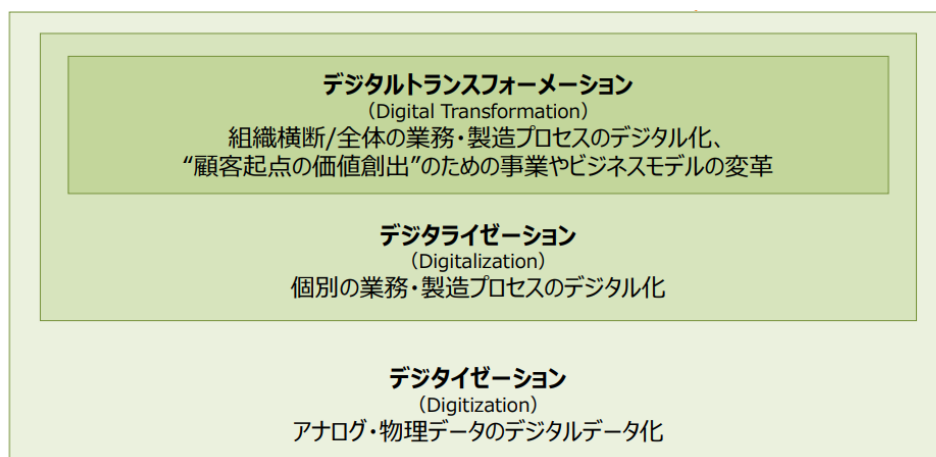 デジタルトランスフォーメーション
（Digital Transformation）
組織横断/全体の業務・製造プロセスのデジタル化、
“顧客起点の価値創出”のための事業やビジネスモデルの変革
デジタライゼーション
（Digitalization）
個別の業務・製造プロセスのデジタル化
デジタイゼーション
（Digitization）
アナログ・物理データのデジタルデータ化